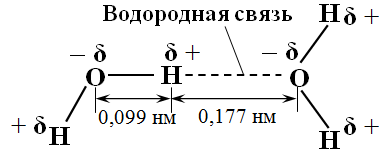 Водородная связь
H δ +
– δ
δ +
– δ
O
H
O
+ δ
H
0,099 нм
0,177 нм
H δ +